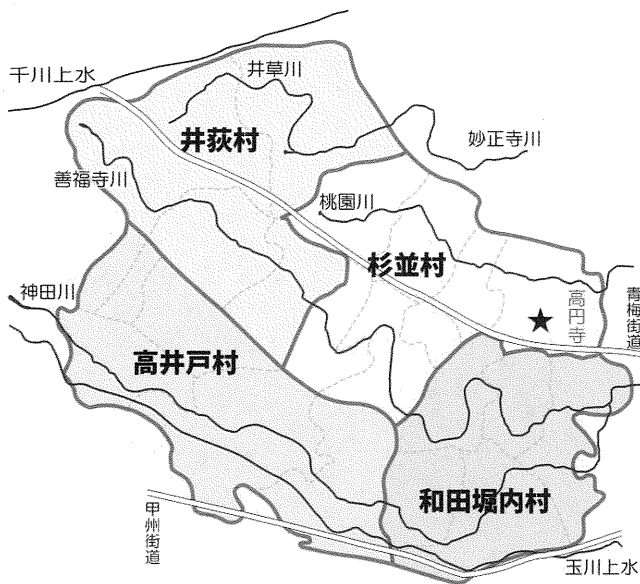 千川上水
井草川
井荻村
妙正寺川
善福寺川
桃園川
杉並村
神田川
高円寺
青梅街道
高井戸村
和田堀内村
甲州街道
玉川上水